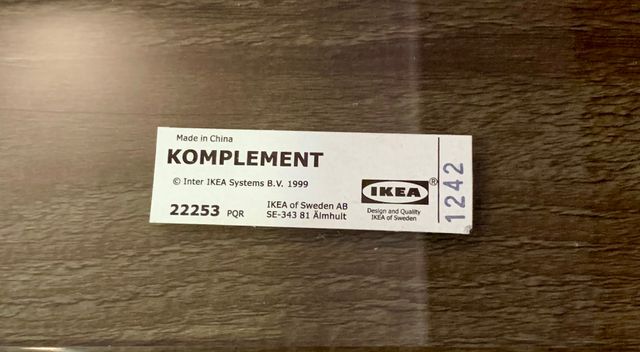 Made in China
KOMPLEMENT
© Inter IKEA Systems B.V. 1999
22253 PQR
IKEA of Sweden AB
SE-343 81 Älmhult
IKEA®
Design and Quality
IKEA of Sweden
1242